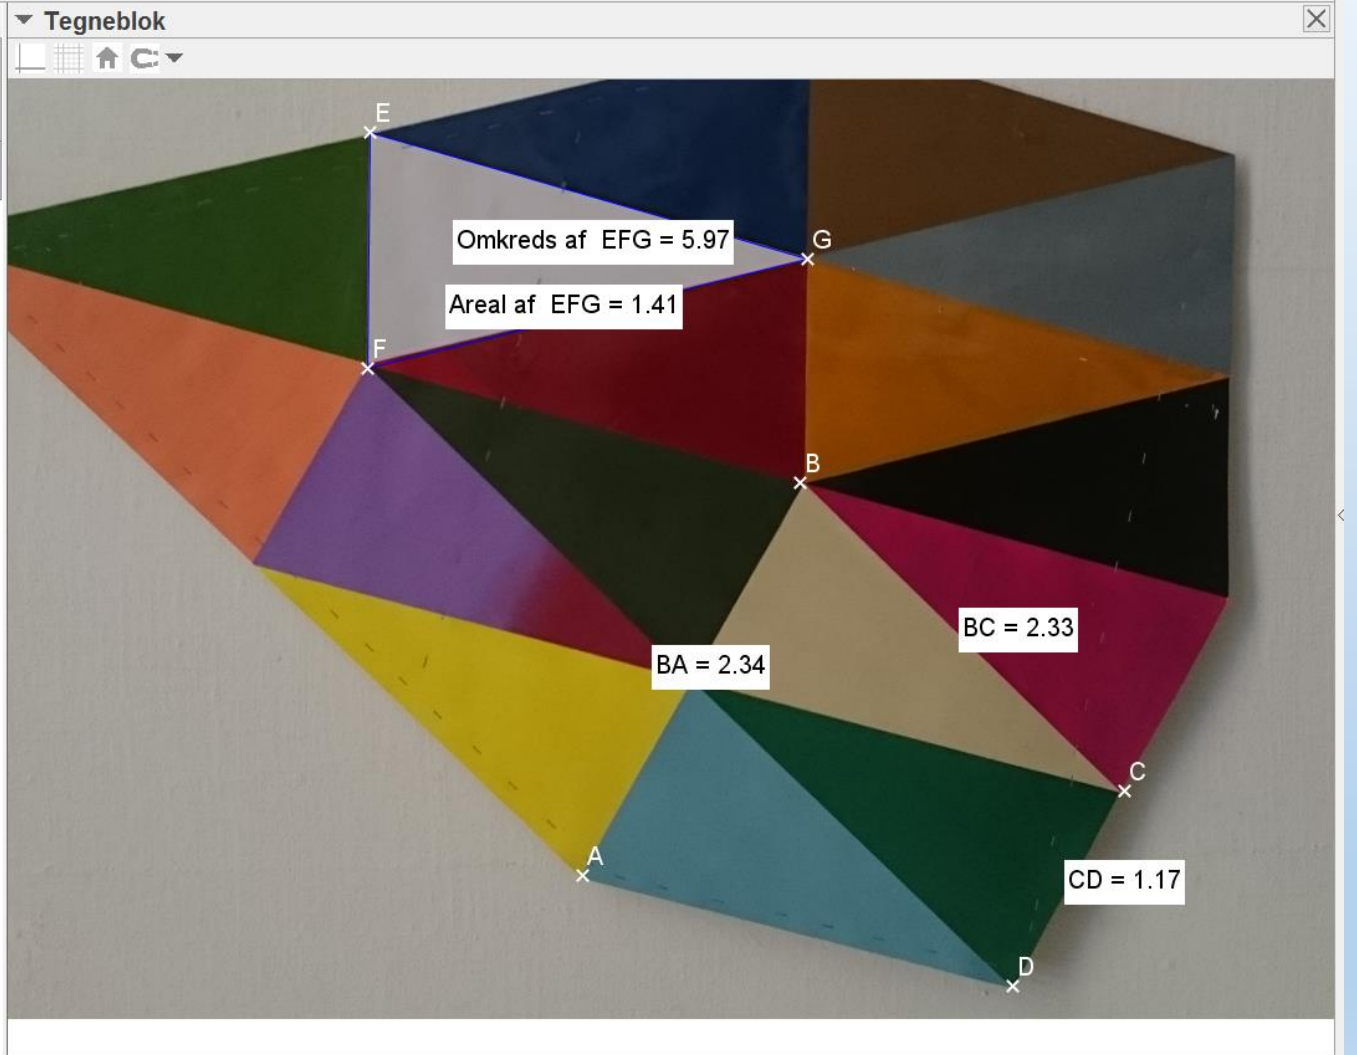 Tegneblok
E
Omkreds af EFG = 5.97
G
Areal af EFG = 1.41
F
B
BC = 2.33
BA = 2.34
C
A
CD = 1.17
D